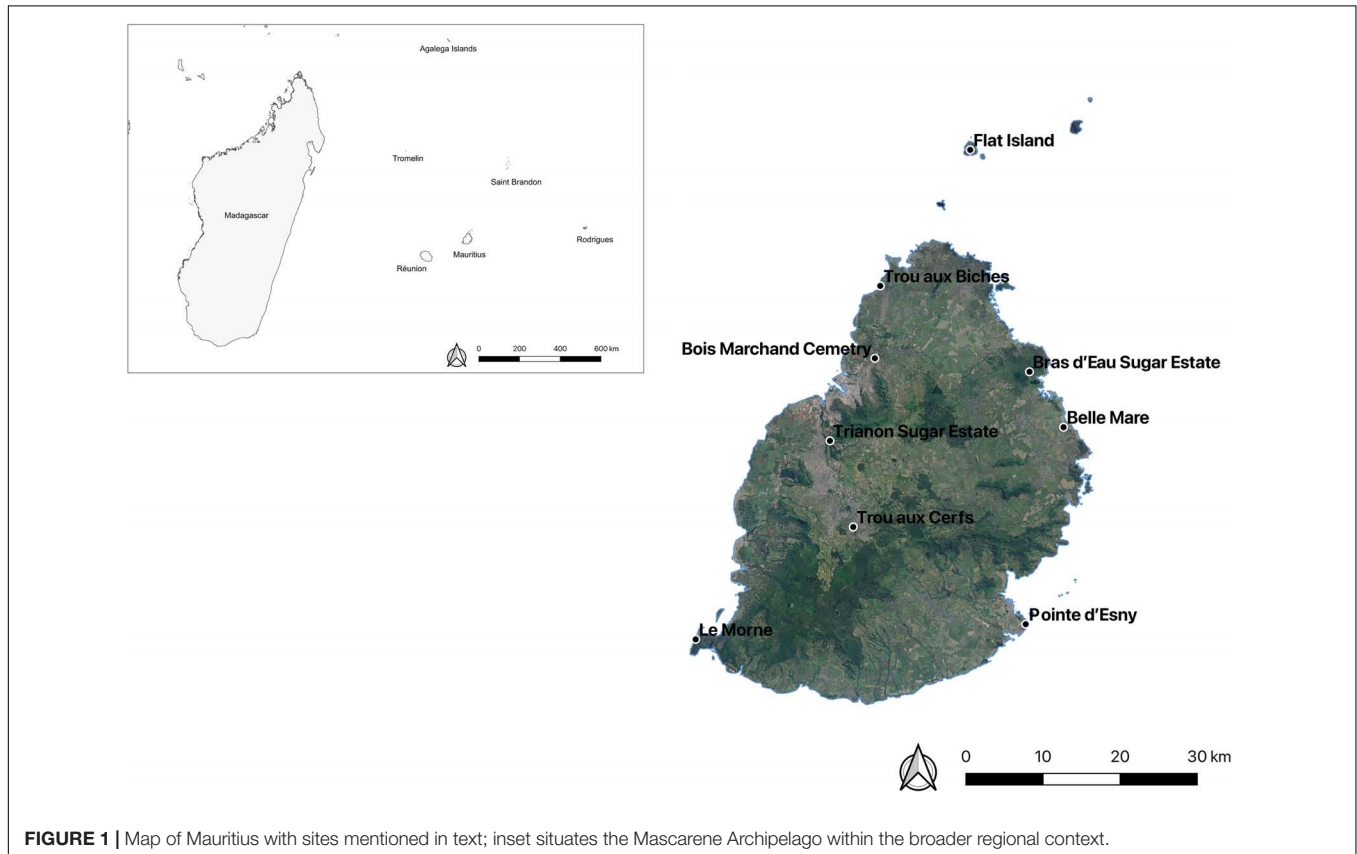 Agalega Islands
Tromelin
Saint Brandon
Madagascar
Rodrigues
Mauritius
Réunion
0 200 400 600 km
Flat Island
Trou aux Biches
Bois Marchand Cemetry
Bras d'Eau Sugar Estate
Belle Mare
Trianon Sugar Estate
Trou aux Cerfs
Pointe d'Esny
Le Morne
0 10 20 30 km
FIGURE 1 | Map of Mauritius with sites mentioned in text; inset situates the Mascarene Archipelago within the broader regional context.